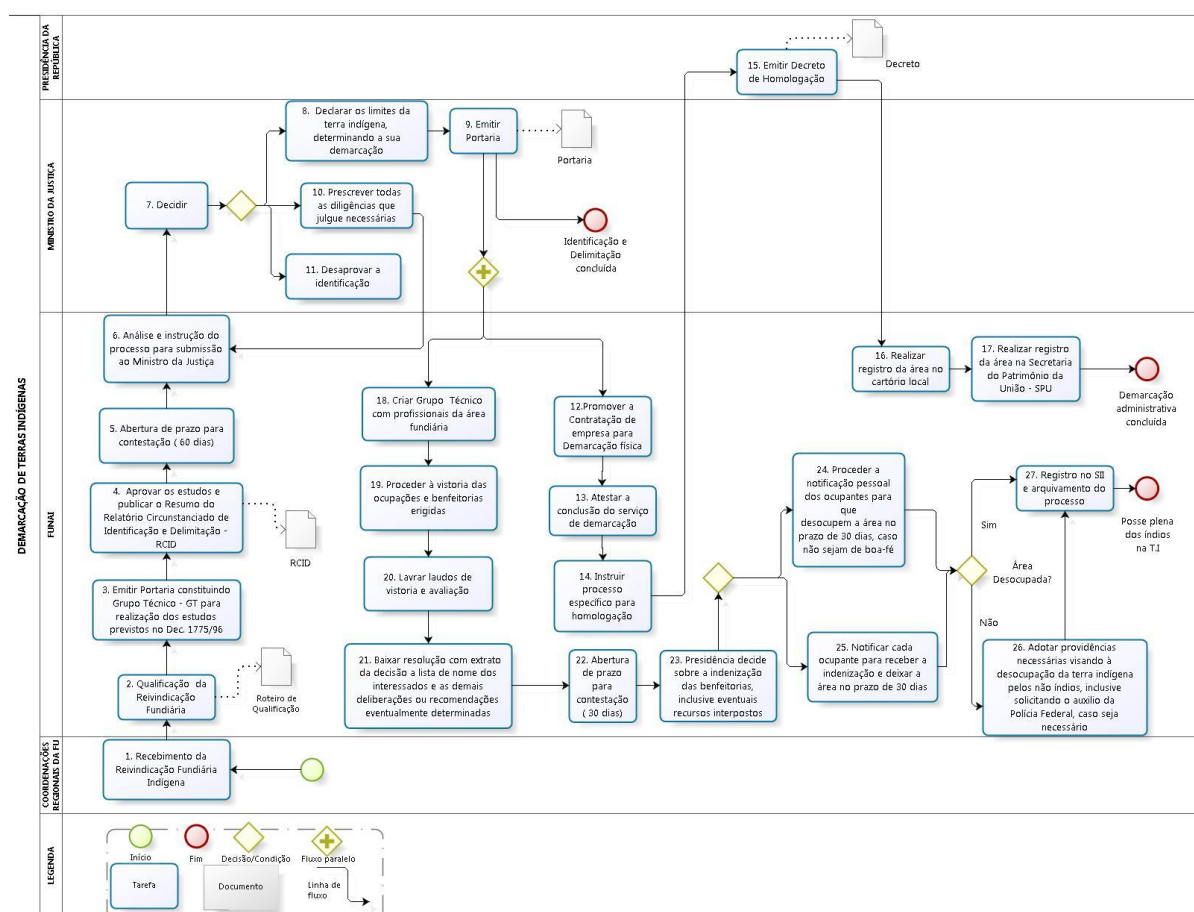 DEMARCAÇÃO DE TERRAS INDÍGENAS
PRESIDÊNCIA DA
REPÚBLICA
15. Emitir Decreto
de Homologação
Decreto
MINISTRO DA JUSTIÇA
8. Declarar os limites da
terra indígena,
determinando a sua
demarcação
9. Emitir
Portaria
Portaria
7. Decidir
10. Prescrever todas
as diligências que
julgue necessárias
11. Desaprovar a
identificação
Identificação e
Delimitação
concluída
FUNAI
6. Análise e instrução do
processo para submissão
ao Ministro da Justiça
5. Abertura de prazo para
contestação ( 60 dias)
4. Aprovar os estudos e
publicar o Resumo do
Relatório Circunstanciado de
Identificação e Delimitação -
RCID
RCID
3. Emitir Portaria constituindo
Grupo Técnico - GT para
realização dos estudos
previstos no Dec. 1775/96
2. Qualificação da
Reivindicação
Fundiária
Roteiro de
Qualificação
18. Criar Grupo Técnico
com profissionais da área
fundiária
19. Proceder à vistoria das
ocupações e benfeitorias
erigidas
20. Lavrar laudos de
vistoria e avaliação
21. Baixar resolução com extrato
da decisão a lista de nome dos
interessados e as demais
deliberações ou recomendações
eventualmente determinadas
12.Promover a
Contratação de
empresa para
Demarcação física
13. Atestar a
conclusão do serviço
de demarcação
14. Instruir
processo
específico para
homologação
22. Abertura
de prazo
para
contestação
( 30 dias)
23. Presidência decide
sobre a indenização
das benfeitorias,
inclusive eventuais
recursos interpostos
16. Realizar
registro da área no
cartório local
17. Realizar registro
da área na Secretaria
do Patrimônio da
União - SPU
Demarcação
administrativa
concluída
24. Proceder a
notificação pessoal
dos ocupantes para
que
desocupem a área no
prazo de 30 dias, caso
não sejam de boa-fé
25. Notificar cada
ocupante para receber a
indenização e deixar a
área no prazo de 30 dias
Sim
Área
Desocupada?
Não
27. Registro no SII
e arquivamento do
processo
Posse plena
dos índios
na T.I
26. Adotar providências
necessárias visando à
desocupação da terra indígena
pelos não índios, inclusive
solicitando o auxilio da
Polícia Federal, caso seja
necessário
COORDENAÇÕES
REGIONAIS DA FU
1. Recebimento da
Reivindicação Fundiária
Indígena
LEGENDA
Início
Fim
Decisão/Condição
Fluxo paralelo
Tarefa
Documento
Linha de
fluxo